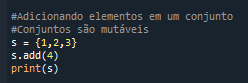 #Adicionando elementos em um conjunto
#Conjuntos são mutáveis
s = {1,2,3}
s.add(4)
print(s)